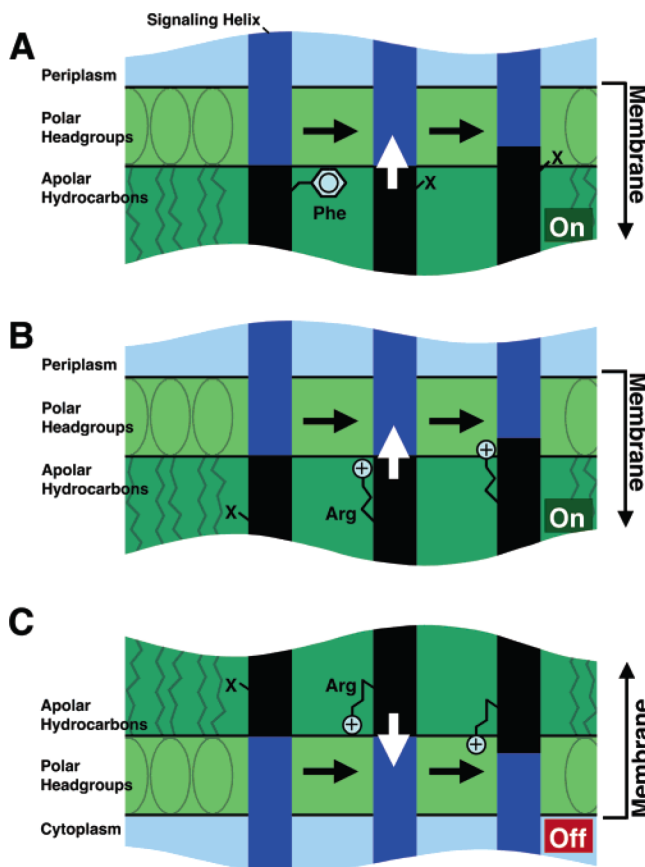 Signaling Helix
A
Periplasm
Polar
Headgroups
Apolar
Hydrocarbons
Phe
X
X
On
Membrane
B
Periplasm
Polar
Headgroups
Apolar
Hydrocarbons
X
+
Arg
+
On
Membrane
C
X
Arg
+
+
Apolar
Hydrocarbons
Polar
Headgroups
Cytoplasm
Off
Membrane